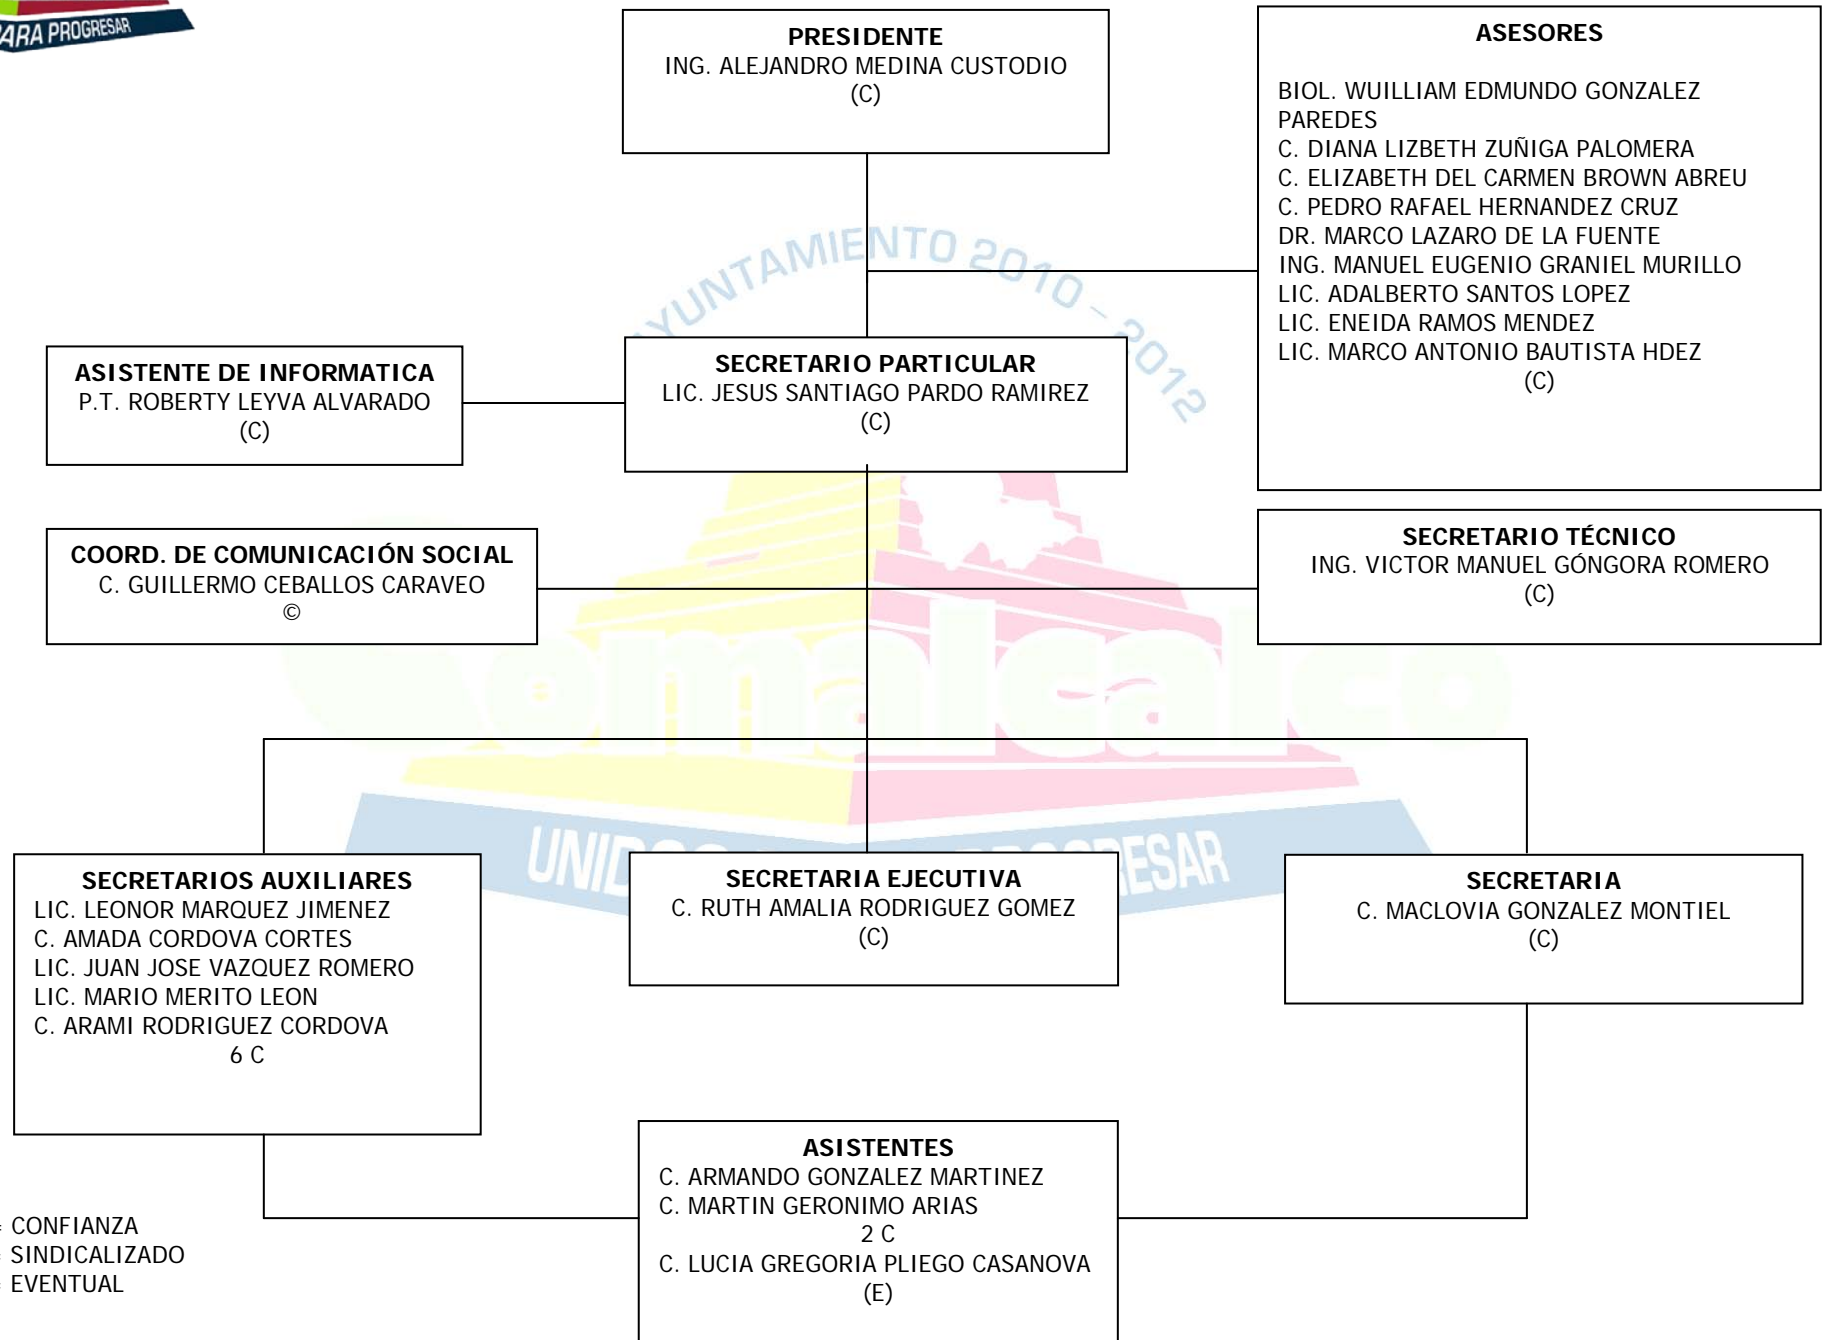 PARA PROGRESAR
PRESIDENTE
ING. ALEJANDRO MEDINA CUSTODIO
(C)
ASESORES
BIOL. WUILLIAM EDMUNDO GONZALEZ
PAREDES
C. DIANA LIZBETH ZUÑIGA PALOMERA
C. ELIZABETH DEL CARMEN BROWN ABREU
C. PEDRO RAFAEL HERNANDEZ CRUZ
DR. MARCO LAZARO DE LA FUENTE
ING. MANUEL EUGENIO GRANIEL MURILLO
LIC. ADALBERTO SANTOS LOPEZ
LIC. ENEIDA RAMOS MENDEZ
LIC. MARCO ANTONIO BAUTISTA HDEZ
(C)
AYUNTAMIENTO 2010 - 2012
ASISTENTE DE INFORMATICA
P.T. ROBERTY LEYVA ALVARADO
(C)
SECRETARIO PARTICULAR
LIC. JESUS SANTIAGO PARDO RAMIREZ
(C)
COORD. DE COMUNICACIÓN SOCIAL
C. GUILLERMO CEBALLOS CARAVEO
©
SECRETARIO TÉCNICO
ING. VICTOR MANUEL GÓNGORA ROMERO
(C)
Comalcalco
SECRETARIOS AUXILIARES
LIC. LEONOR MARQUEZ JIMENEZ
C. AMADA CORDOVA CORTES
LIC. JUAN JOSE VAZQUEZ ROMERO
LIC. MARIO MERITO LEON
C. ARAMI RODRIGUEZ CORDOVA
6 C
SECRETARIA EJECUTIVA
C. RUTH AMALIA RODRIGUEZ GOMEZ
(C)
SECRETARIA
C. MACLOVIA GONZALEZ MONTIEL
(C)
ASISTENTES
C. ARMANDO GONZALEZ MARTINEZ
C. MARTIN GERONIMO ARIAS
2 C
C. LUCIA GREGORIA PLIEGO CASANOVA
(E)
= CONFIANZA
= SINDICALIZADO
= EVENTUAL